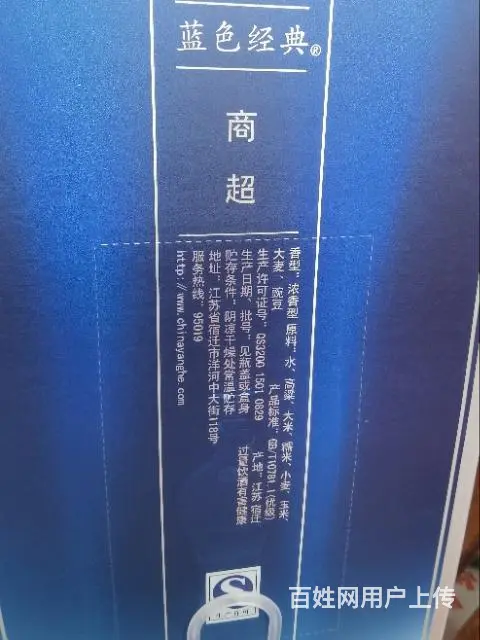 蓝色经典®
商
超
香型：浓香型 原料：水、高粱、大米、糯米、小麦、玉米、
大麦、豌豆 产品标准：GB/T10781.1(优级)
生产许可证号：QS3200 1501 0829 产地：江苏 宿迁
生产日期、批号：见瓶盖或盒身 过量饮酒有害健康
贮存条件：阴凉干燥处常温贮存
地址：江苏省宿迁市洋河中大街118号
服务热线：95019
http://www.chinayanghe.com
生产许可
百姓网用户上传